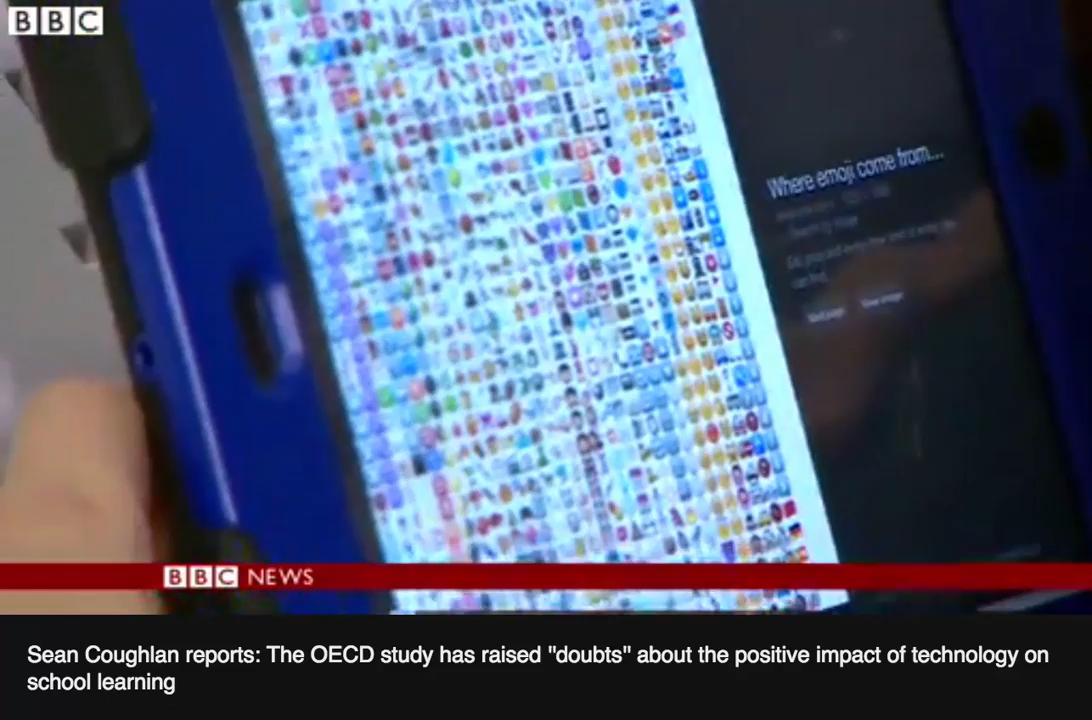 BBC
Where emoji come from...
BBC NEWS
Sean Coughlan reports: The OECD study has raised "doubts" about the positive impact of technology on
school learning